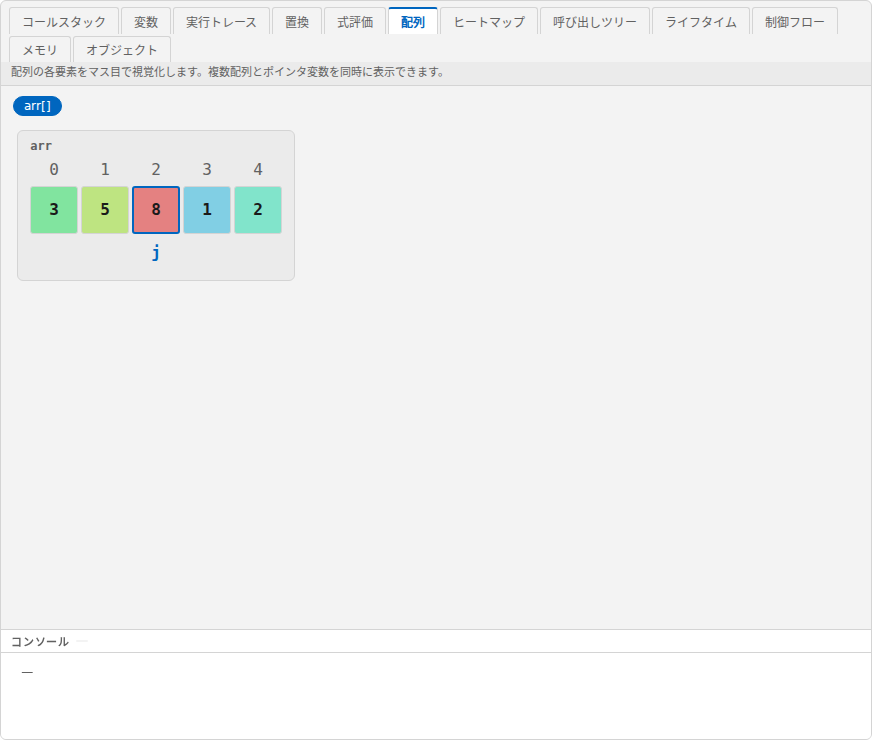 コールスタック 変数 実行トレース 置換 式評価 配列 ヒートマップ 呼び出しツリー ライフタイム 制御フロー
メモリ オブジェクト
配列の各要素をマス目で視覚化します。複数配列とポインタ変数を同時に表示できます。
arr[]
arr
0 1 2 3 4
3 5 8 1 2
j
コンソール —
—